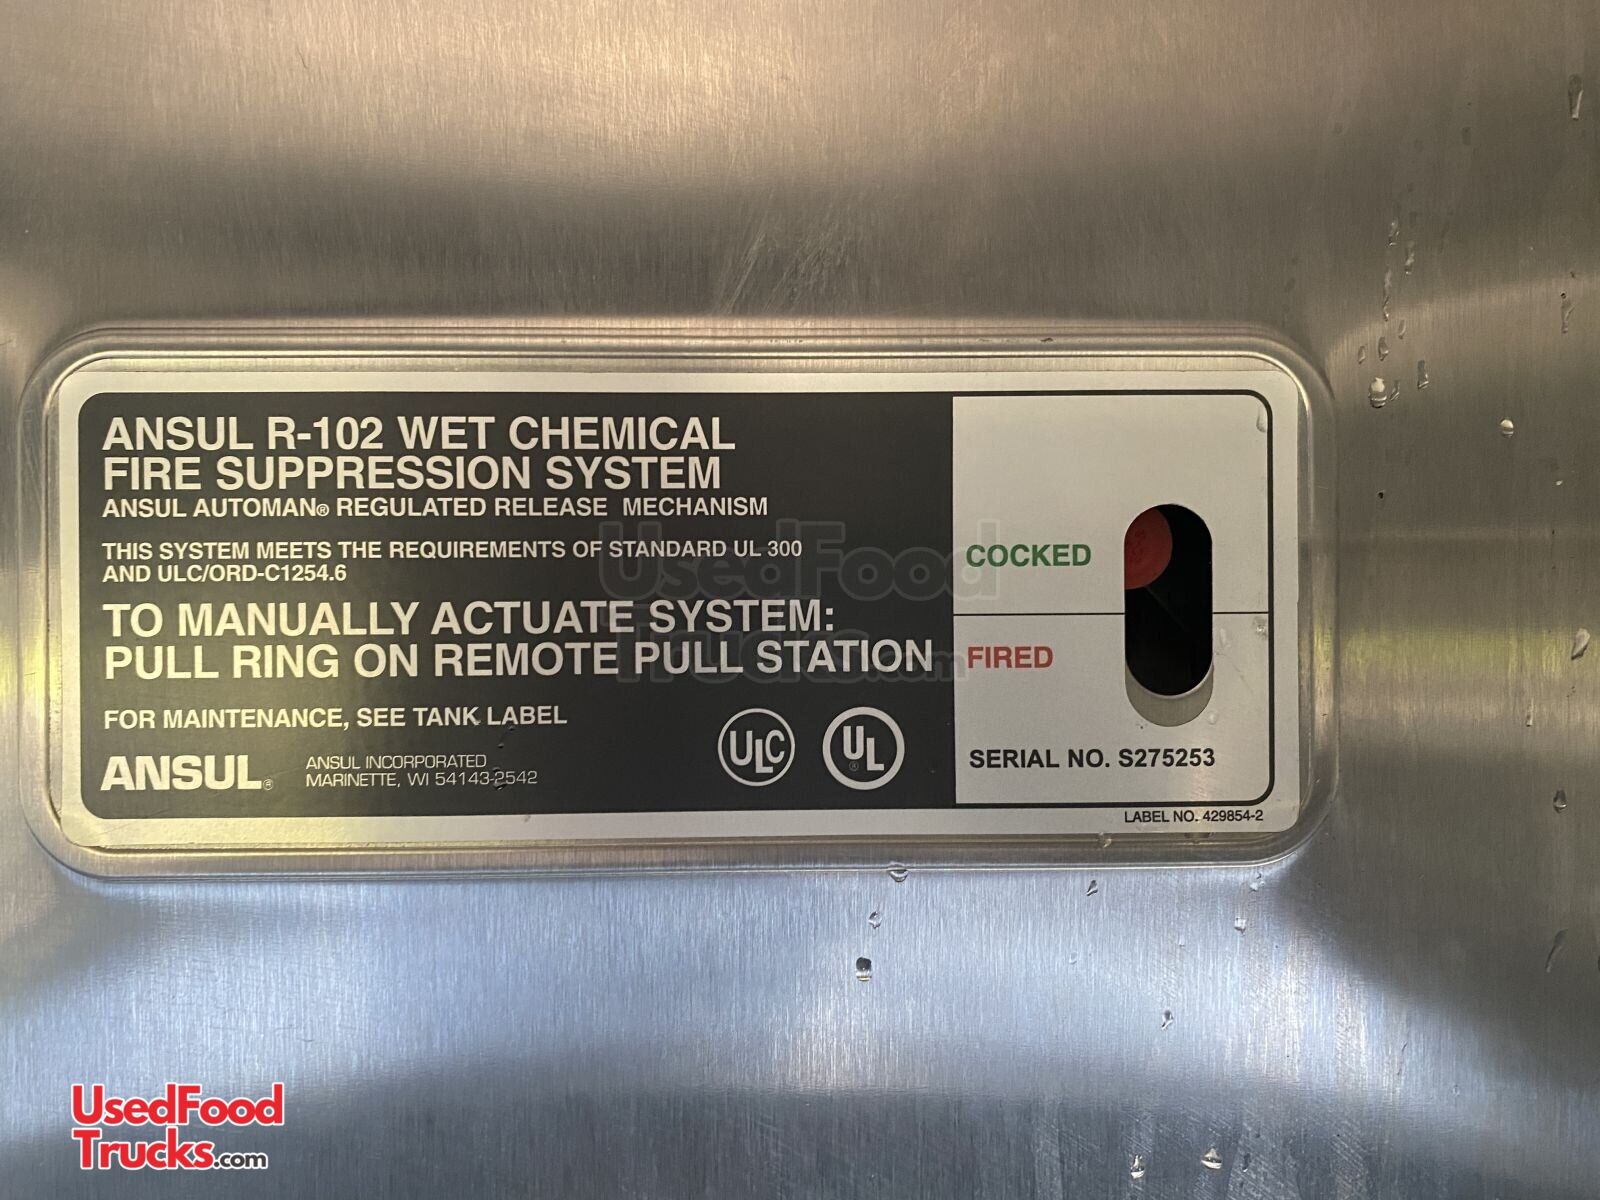 ANSUL R-102 WET CHEMICAL
FIRE SUPPRESSION SYSTEM
ANSUL AUTOMAN® REGULATED RELEASE MECHANISM
THIS SYSTEM MEETS THE REQUIREMENTS OF STANDARD UL 300
AND ULC/ORD-C1254.6
TO MANUALLY ACTUATE SYSTEM:
PULL RING ON REMOTE PULL STATION
FOR MAINTENANCE, SEE TANK LABEL
ANSUL®
ANSUL INCORPORATED
MARINETTE, WI 54143-2542
ULC
UL®
COCKED
FIRED
SERIAL NO. S275253
LABEL NO. 429854-2
UsedFood
Trucks.com
UsedFood
Trucks.com